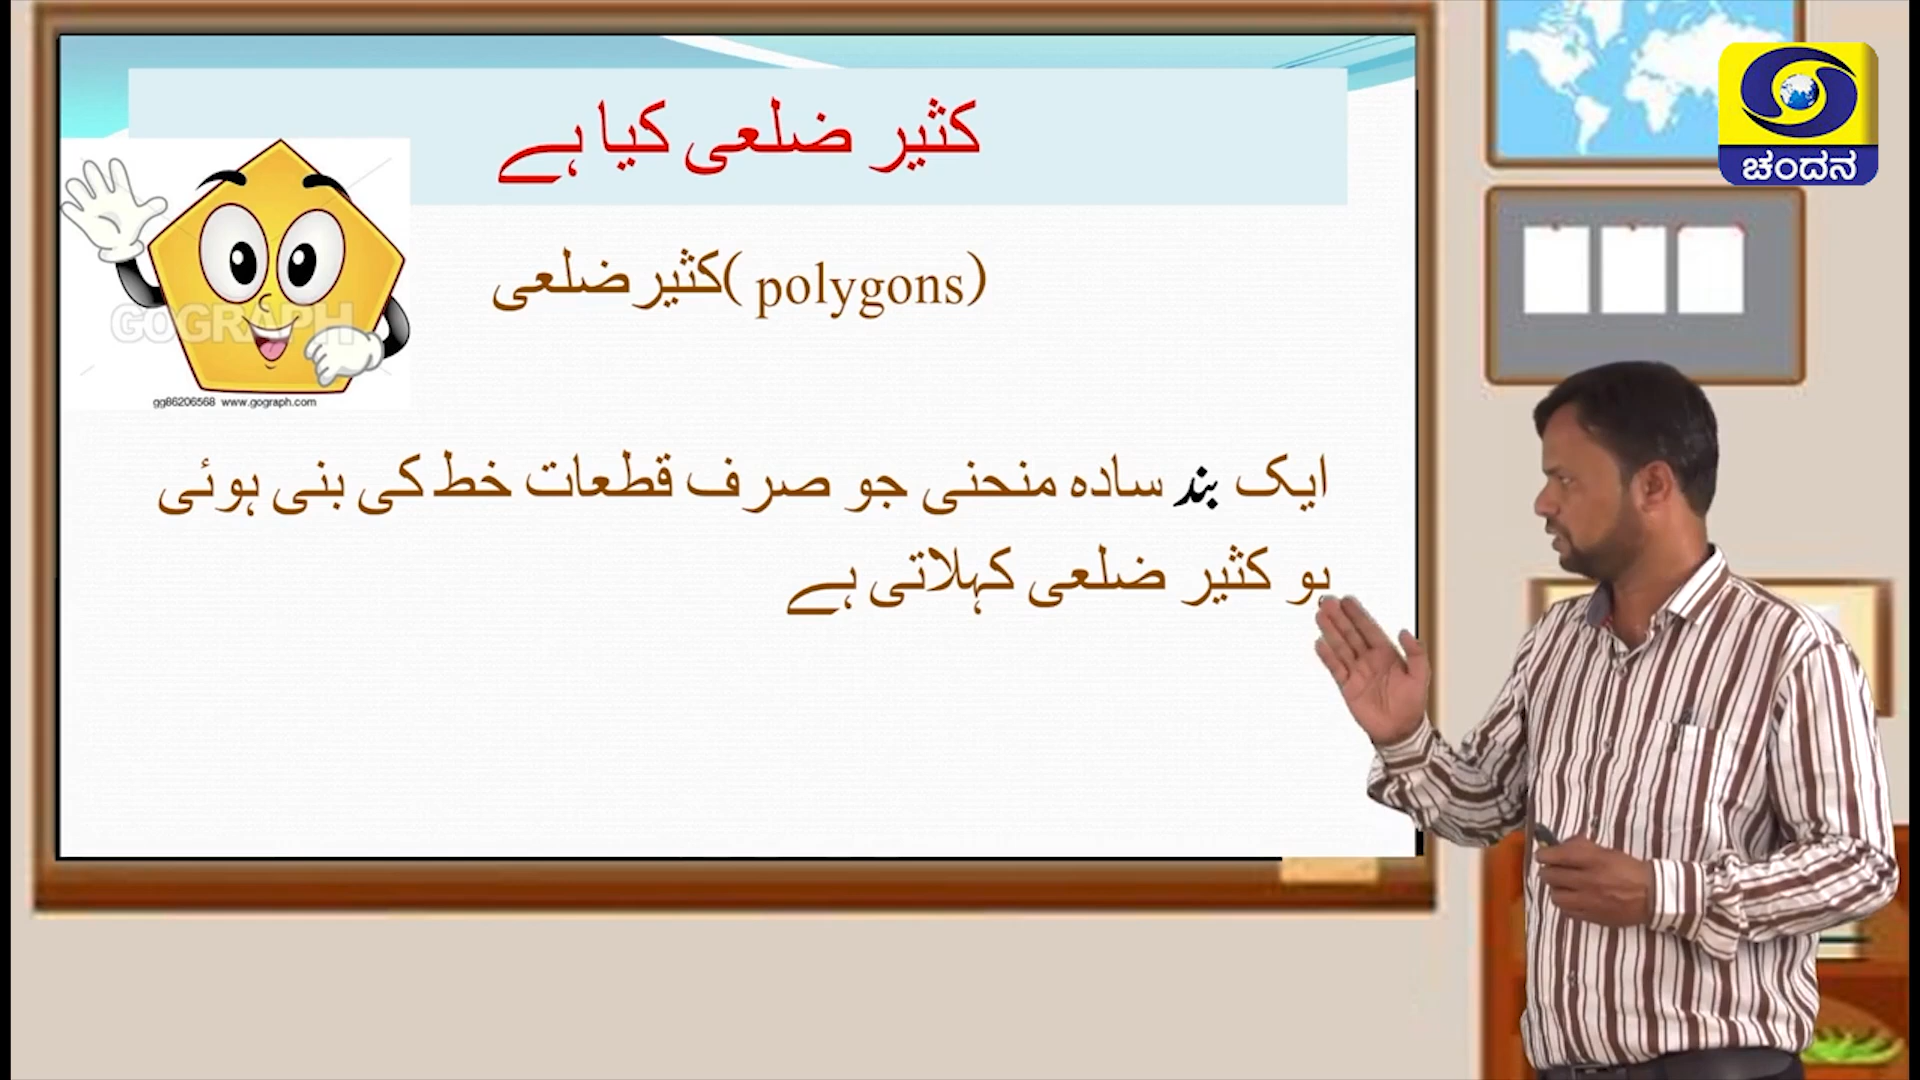 کثیر ضلعی کیا ہے
کثیر ضلعی( polygons)
ایک بند سادہ منحنی جو صرف قطعات خط کی بنی ہوئی
ہو کثیر ضلعی کہلاتی ہے
GOGRAPH
gg86206568 www.gograph.com
ಚಂದನ